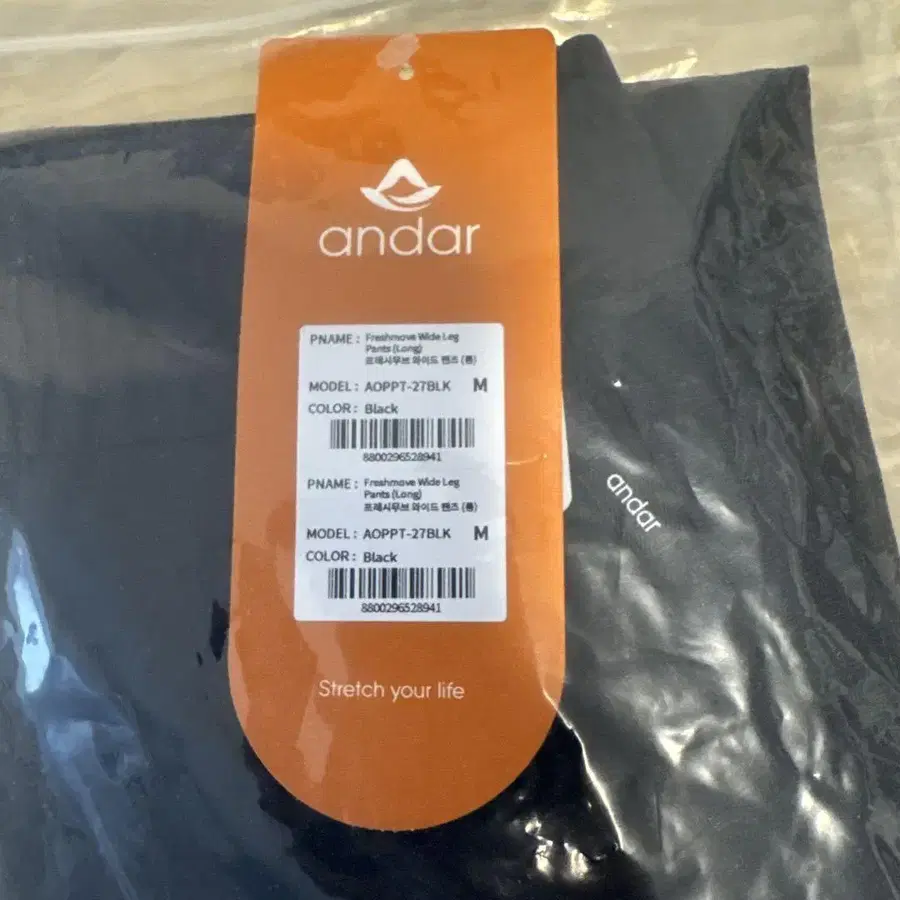 andar
PNAME : Freshmove Wide Leg
Pants (Long)
프레시무브 와이드 팬츠 (롱)
MODEL : AOPPT-27BLK M
COLOR : Black
8800296528941
PNAME : Freshmove Wide Leg
Pants (Long)
프레시무브 와이드 팬츠 (롱)
MODEL : AOPPT-27BLK M
COLOR : Black
8800296528941
Stretch your life
andar